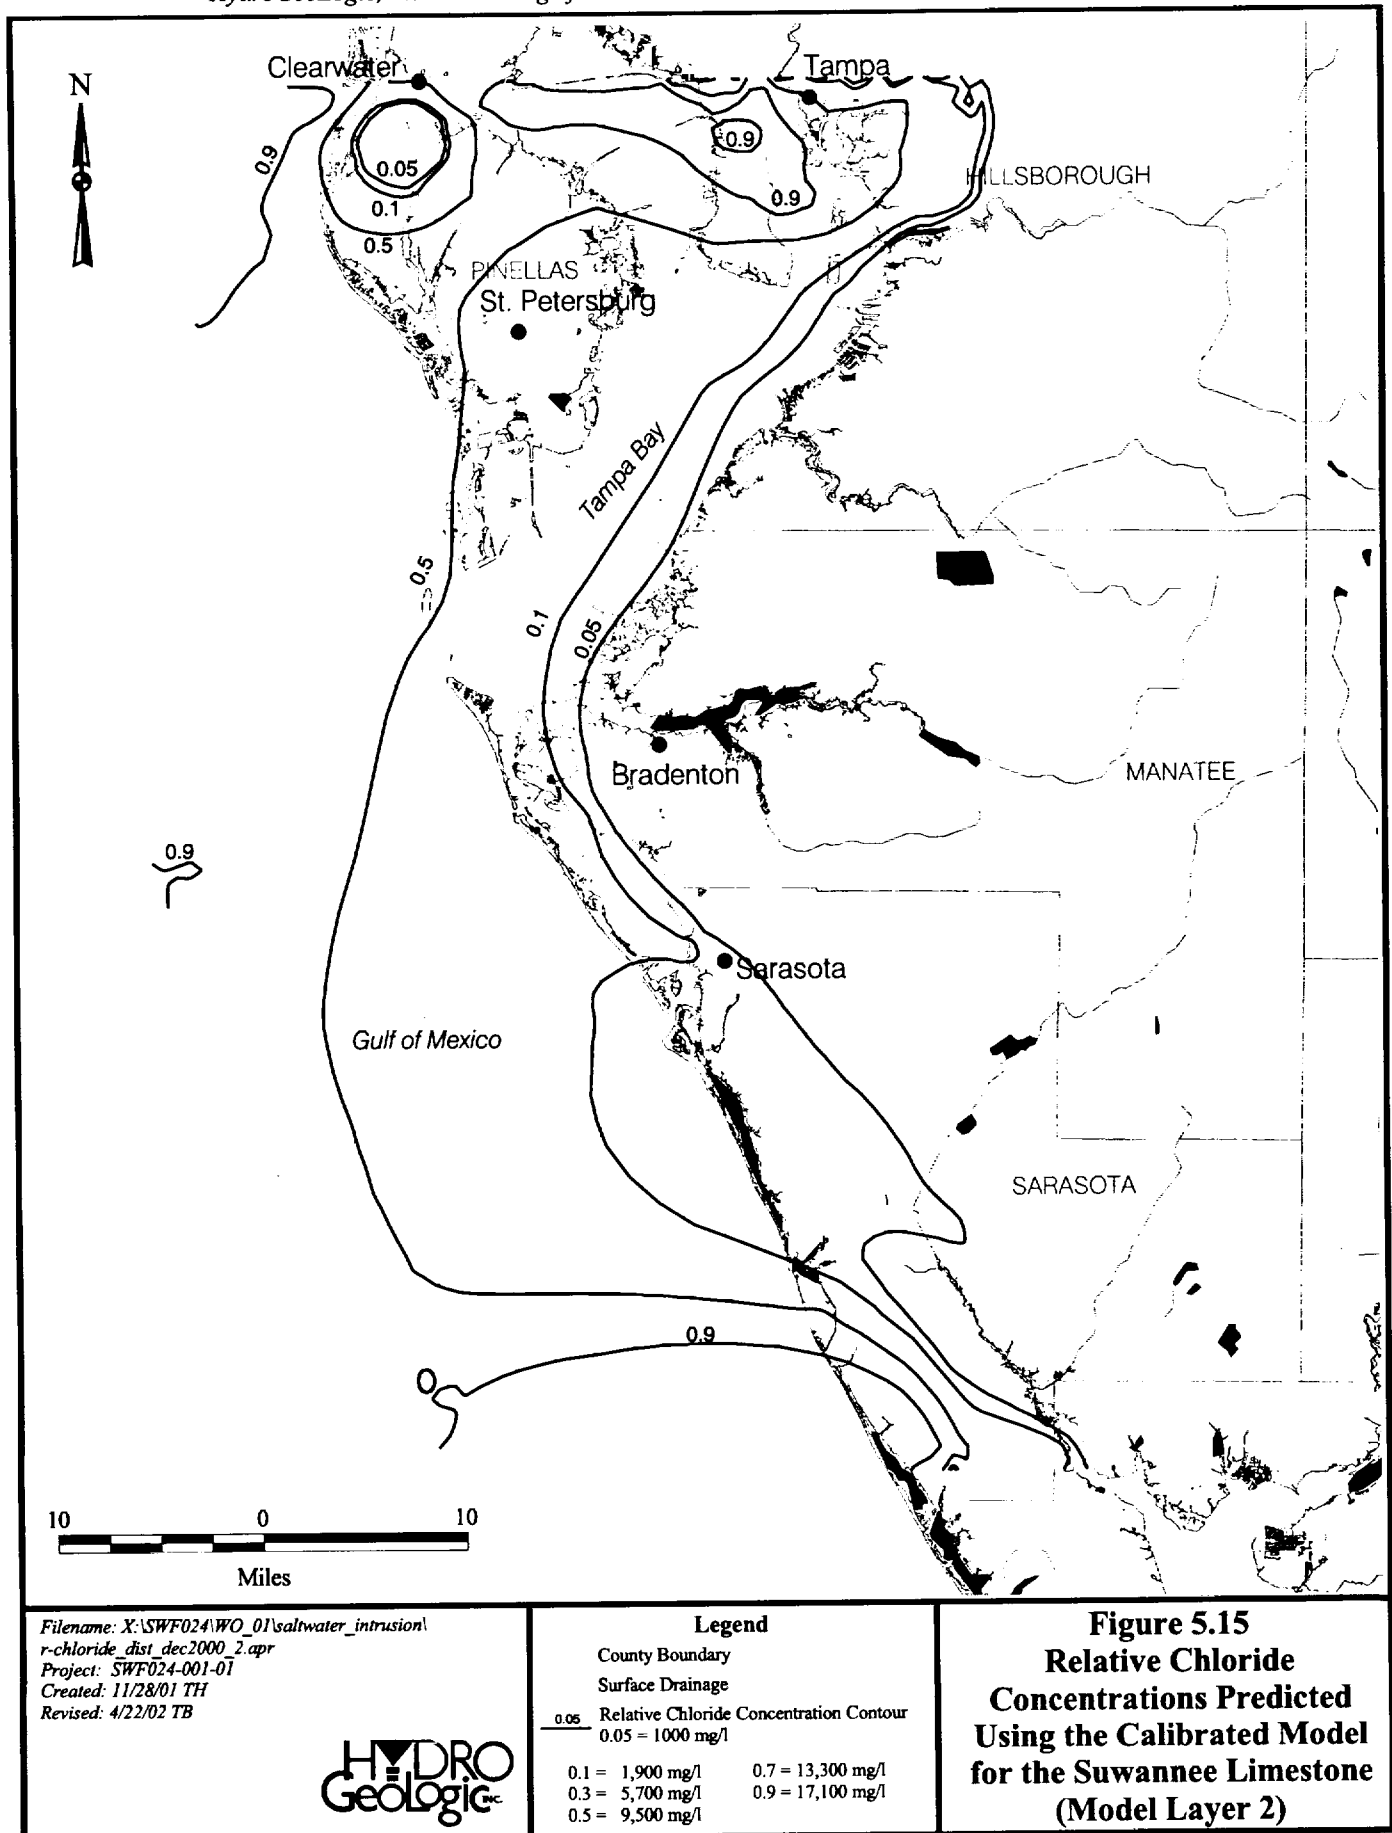 Clearwater
Tampa
N
0.9
0.05
0.1
0.5
0.9
0.9
HILLSBOROUGH
PINELLAS
St. Petersburg
Tampa Bay
0.5
0.1
0.05
Bradenton
MANATEE
0.9
Sarasota
Gulf of Mexico
SARASOTA
0.9
10 0 10
Miles
Filename: X:\SWF024\WO_01\saltwater_intrusion\
r-chloride_dist_dec2000_2.apr
Project: SWF024-001-01
Created: 11/28/01 TH
Revised: 4/22/02 TB
HYDRO
GeoLogic INC.
Legend
County Boundary
Surface Drainage
0.05 Relative Chloride Concentration Contour
0.05 = 1000 mg/l
0.1 = 1,900 mg/l 0.7 = 13,300 mg/l
0.3 = 5,700 mg/l 0.9 = 17,100 mg/l
0.5 = 9,500 mg/l
Figure 5.15
Relative Chloride
Concentrations Predicted
Using the Calibrated Model
for the Suwannee Limestone
(Model Layer 2)